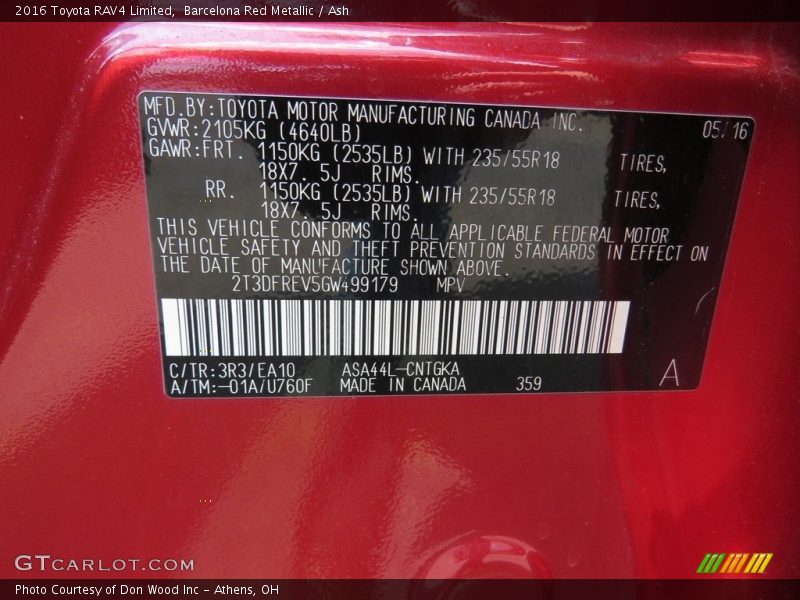 2016 Toyota RAV4 Limited, Barcelona Red Metallic / Ash
MFD.BY:TOYOTA MOTOR MANUFACTURING CANADA INC.
GVWR:2105KG (4640LB) 05/16
GAWR:FRT. 1150KG (2535LB) WITH 235/55R18 TIRES,
18X7.5J RIMS.
RR. 1150KG (2535LB) WITH 235/55R18 TIRES,
18X7.5J RIMS.
THIS VEHICLE CONFORMS TO ALL APPLICABLE FEDERAL MOTOR
VEHICLE SAFETY AND THEFT PREVENTION STANDARDS IN EFFECT ON
THE DATE OF MANUFACTURE SHOWN ABOVE.
2T3DFREV5GW499179 MPV
C/TR:3R3/EA10 ASA44L-CNTGKA
A/TM:-01A/U760F MADE IN CANADA 359 A
GTCARLOT.COM
Photo Courtesy of Don Wood Inc - Athens, OH